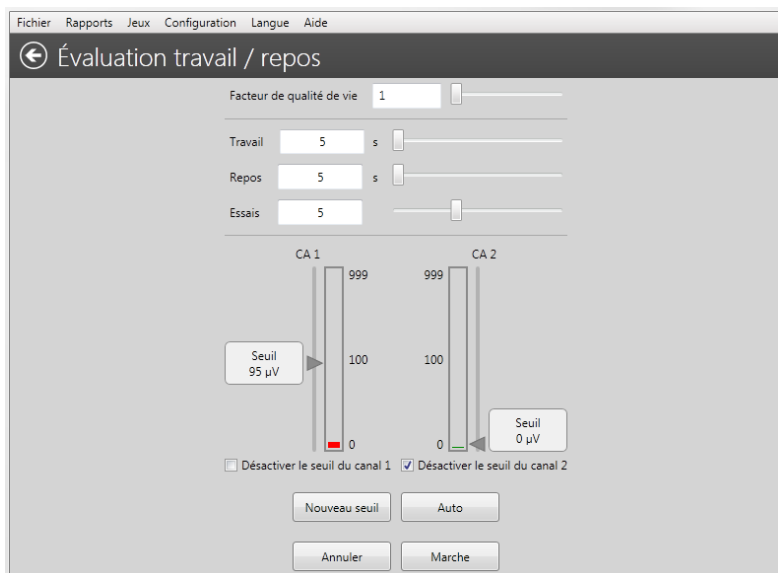 Fichier Rapports Jeux Configuration Langue Aide
Évaluation travail / repos
Facteur de qualité de vie 1
Travail 5 s
Repos 5 s
Essais 5
CA 1 CA 2
999 999
Seuil
95 µV
100 100
Seuil
0 µV
0 0
Désactiver le seuil du canal 1 Désactiver le seuil du canal 2
Nouveau seuil Auto
Annuler Marche